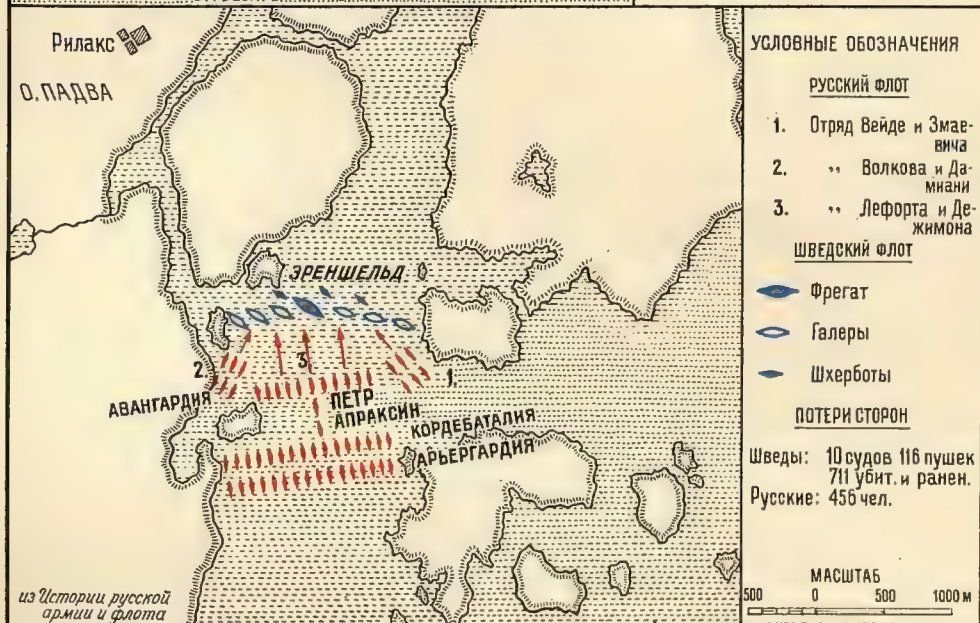 Рилакс
О. ПАДВА
ЭРЕНШЕЛЬД
2.
3.
1.
АВАНГАРДИЯ
ПЕТР
АПРАКСИН
КОРДЕБАТАЛИЯ
АРЬЕРГАРДИЯ
из Истории русской
армии и флота
УСЛОВНЫЕ ОБОЗНАЧЕНИЯ
РУССКИЙ ФЛОТ
1. Отряд Вейде и Змае-
вича
2. " Волкова и Да-
миани
3. " Лефорта и Де-
жимона
ШВЕДСКИЙ ФЛОТ
Фрегат
Галеры
Шхерботы
ПОТЕРИ СТОРОН
Шведы: 10 судов 116 пушек
711 убит. и ранен.
Русские: 456 чел.
МАСШТАБ
500 0 500 1000 м